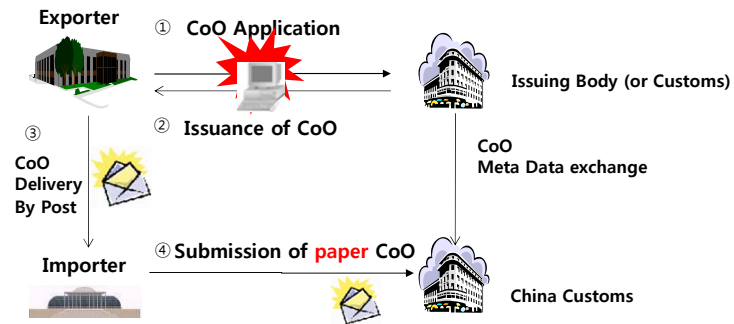 Exporter
① CoO Application
Issuing Body (or Customs)
② Issuance of CoO
③
CoO
Delivery
By Post
CoO
Meta Data exchange
④ Submission of paper CoO
Importer
China Customs